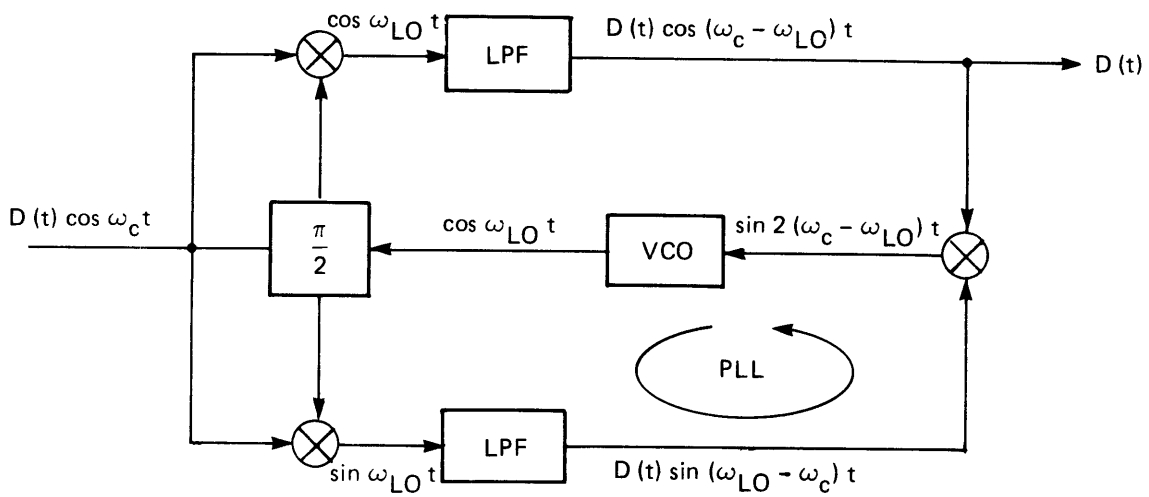 cos ω_LO t
LPF
D (t) cos (ω_c – ω_LO) t
D (t)
D (t) cos ω_c t
π
2
cos ω_LO t
VCO
sin 2 (ω_c – ω_LO) t
PLL
sin ω_LO t
LPF
D (t) sin (ω_LO – ω_c) t